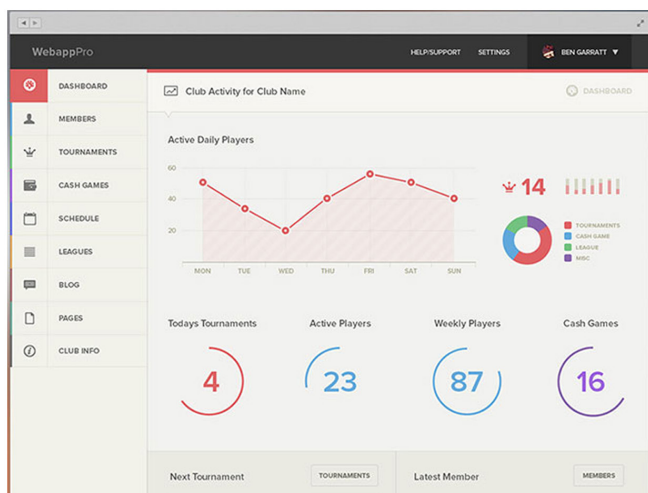 WebappPro
HELP/SUPPORT
SETTINGS
BEN GARRATT
DASHBOARD
MEMBERS
TOURNAMENTS
CASH GAMES
SCHEDULE
LEAGUES
BLOG
PAGES
CLUB INFO
Club Activity for Club Name
DASHBOARD
Active Daily Players
60
40
20
MON TUE WED THU FRI SAT SUN
14
TOURNAMENTS
CASH GAME
LEAGUE
MISC
Todays Tournaments
4
Active Players
23
Weekly Players
87
Cash Games
16
Next Tournament
TOURNAMENTS
Latest Member
MEMBERS